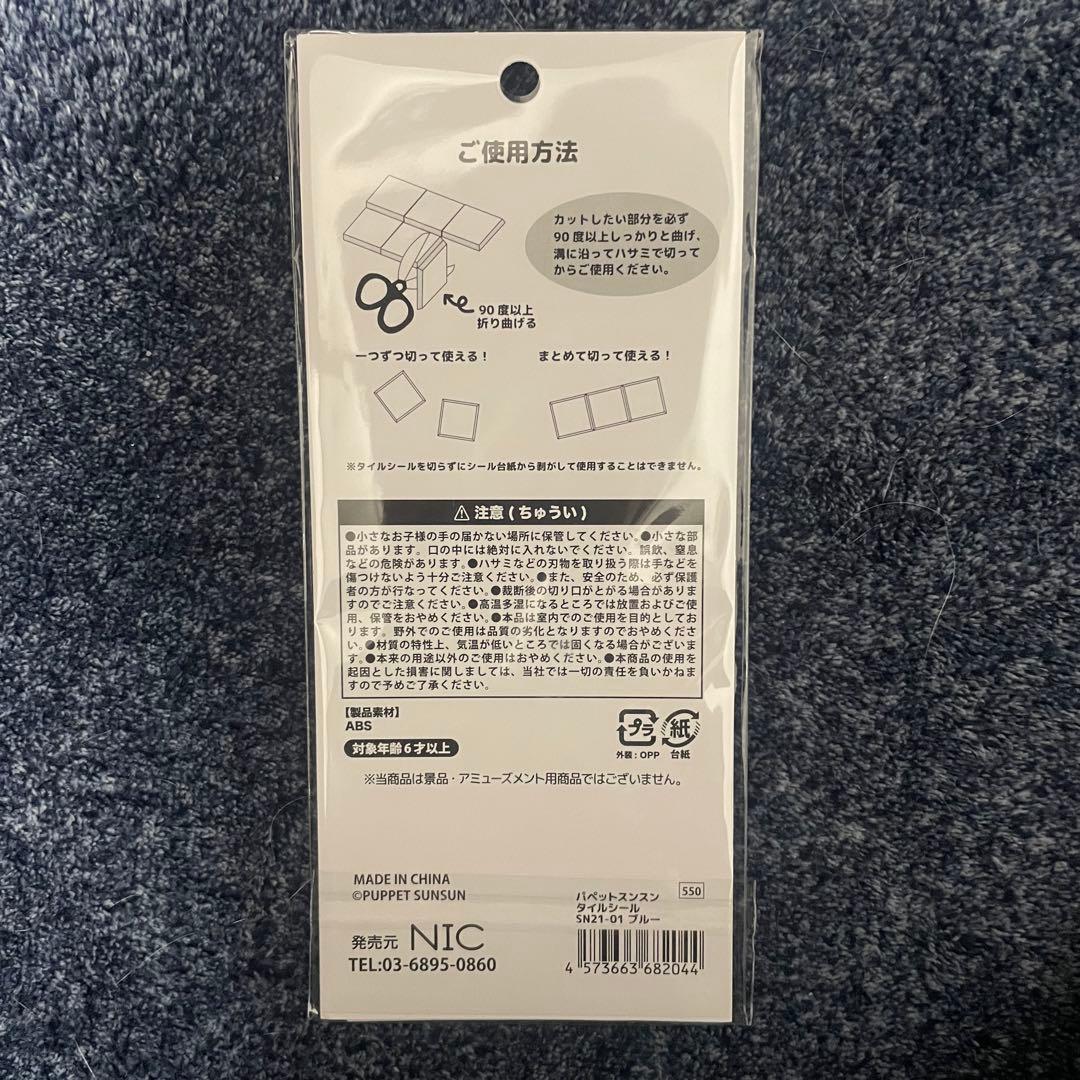 ご使用方法
カットしたい部分を必ず
90度以上しっかりと曲げ、
溝に沿ってハサミで切って
からご使用ください。
90度以上
折り曲げる
一つずつ切って使える!
まとめて切って使える!
※タイルシールを切らずにシール台紙から剥がして使用することはできません。
⚠注意(ちゅうい)
●小さなお子様の手の届かない場所に保管してください。●小さな部
品があります。口の中には絶対に入れないでください。誤飲、窒息
などの危険があります。●ハサミなどの刃物を取り扱う際は手などを
傷つけないよう十分ご注意ください。●また、安全のため、必ず保護
者の方が行なってください。●裁断後の切り口がとがる場合がありま
すのでご注意ください。●高温多湿になるところでは放置およびご使
用、保管をおやめください。●本品は室内でのご使用を目的としてお
ります。野外でのご使用は品質の劣化となりますのでおやめくださ
い。●材質の特性上、気温が低いところでは固くなる場合がございま
す。●本来の用途以外のご使用はおやめください。●本商品の使用を
起因とした損害に関しましては、当社では一切の責任を負いかねま
すので予めご了承ください。
【製品素材】
ABS
対象年齢6才以上
プラ
紙
外装:OPP
台紙
※当商品は景品・アミューズメント用商品ではございません。
MADE IN CHINA
©PUPPET SUNSUN
発売元 NIC
TEL:03-6895-0860
パペットスンスン
タイルシール
SN21-01 ブルー
550
4 573663 682044